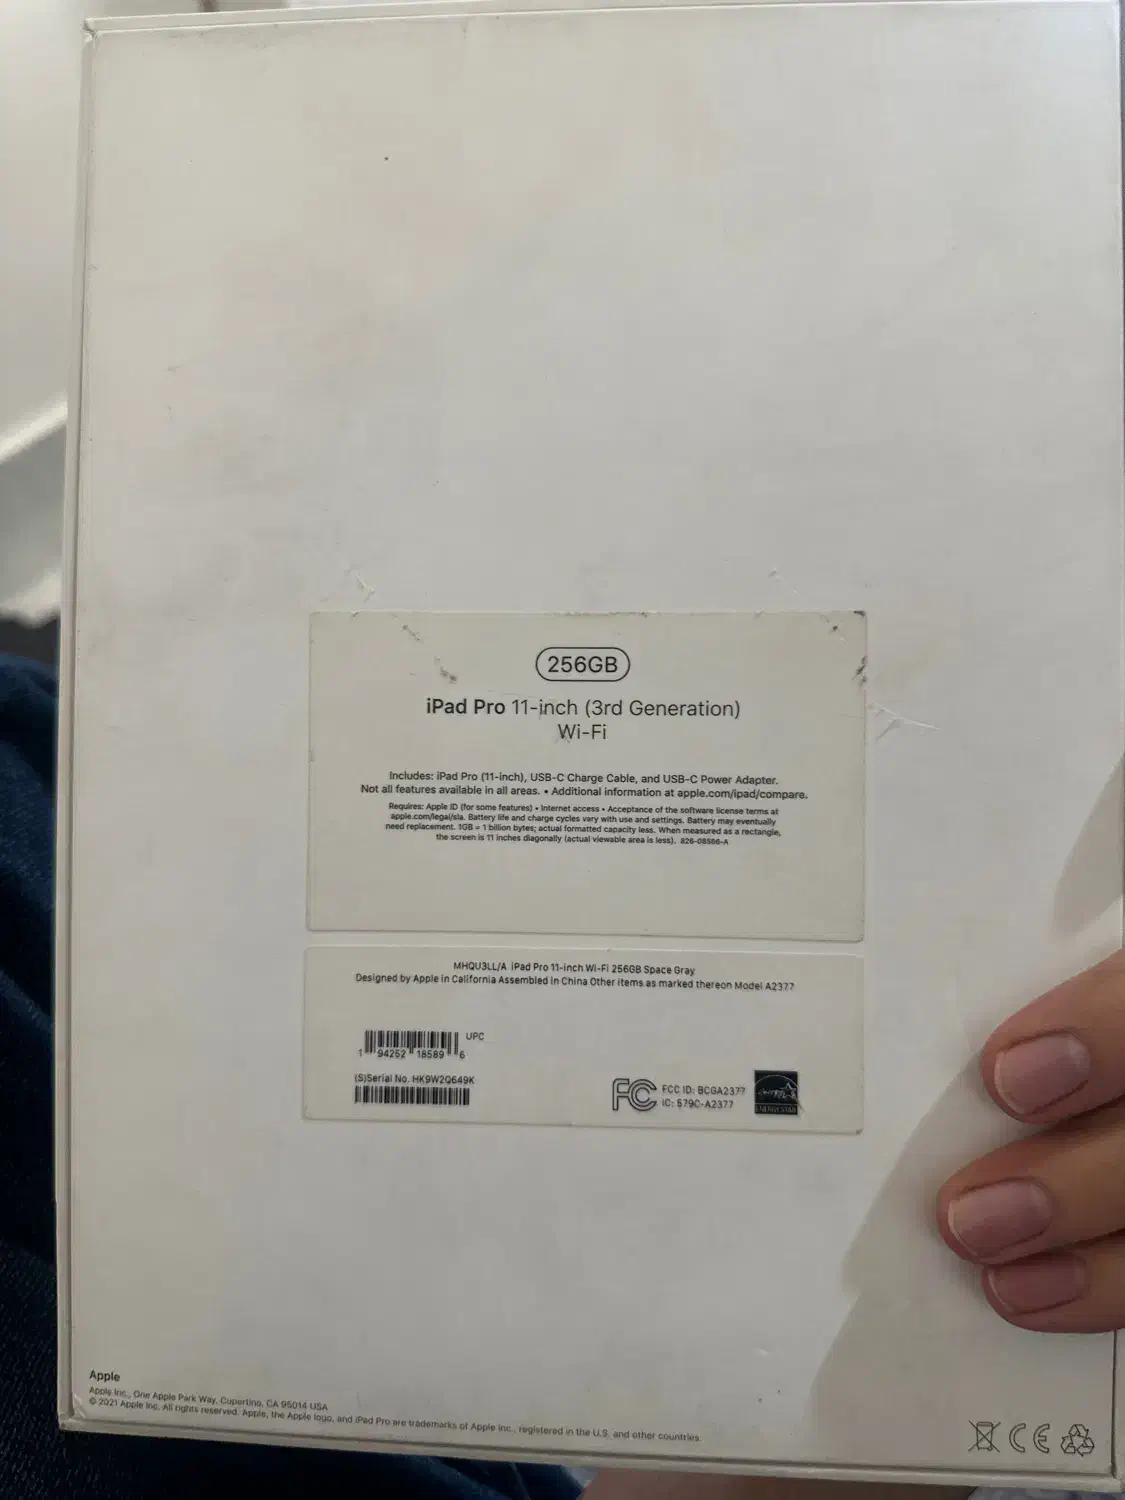 256GB
iPad Pro 11-inch (3rd Generation)
Wi-Fi
Includes: iPad Pro (11-inch), USB-C Charge Cable, and USB-C Power Adapter.
Not all features available in all areas. • Additional information at apple.com/ipad/compare.
Requires: Apple ID (for some features) • Internet access • Acceptance of the software license terms at
apple.com/legal/sla. Battery life and charge cycles vary with use and settings. Battery may eventually
need replacement. 1GB = 1 billion bytes; actual formatted capacity less. When measured as a rectangle,
the screen is 11 inches diagonally (actual viewable area is less). 826-08566-A
MHQU3LL/A iPad Pro 11-inch Wi-Fi 256GB Space Gray
Designed by Apple in California Assembled in China Other items as marked thereon Model A2377
UPC
1 94252 18589 6
(S)Serial No. HK9W2Q649K
FC FCC ID: BCGA2377
IC: 579C-A2377
ENERGY STAR
Apple
Apple Inc., One Apple Park Way, Cupertino, CA 95014 USA
© 2021 Apple Inc. All rights reserved. Apple, the Apple logo, and iPad Pro are trademarks of Apple Inc., registered in the U.S. and other countries.
CE